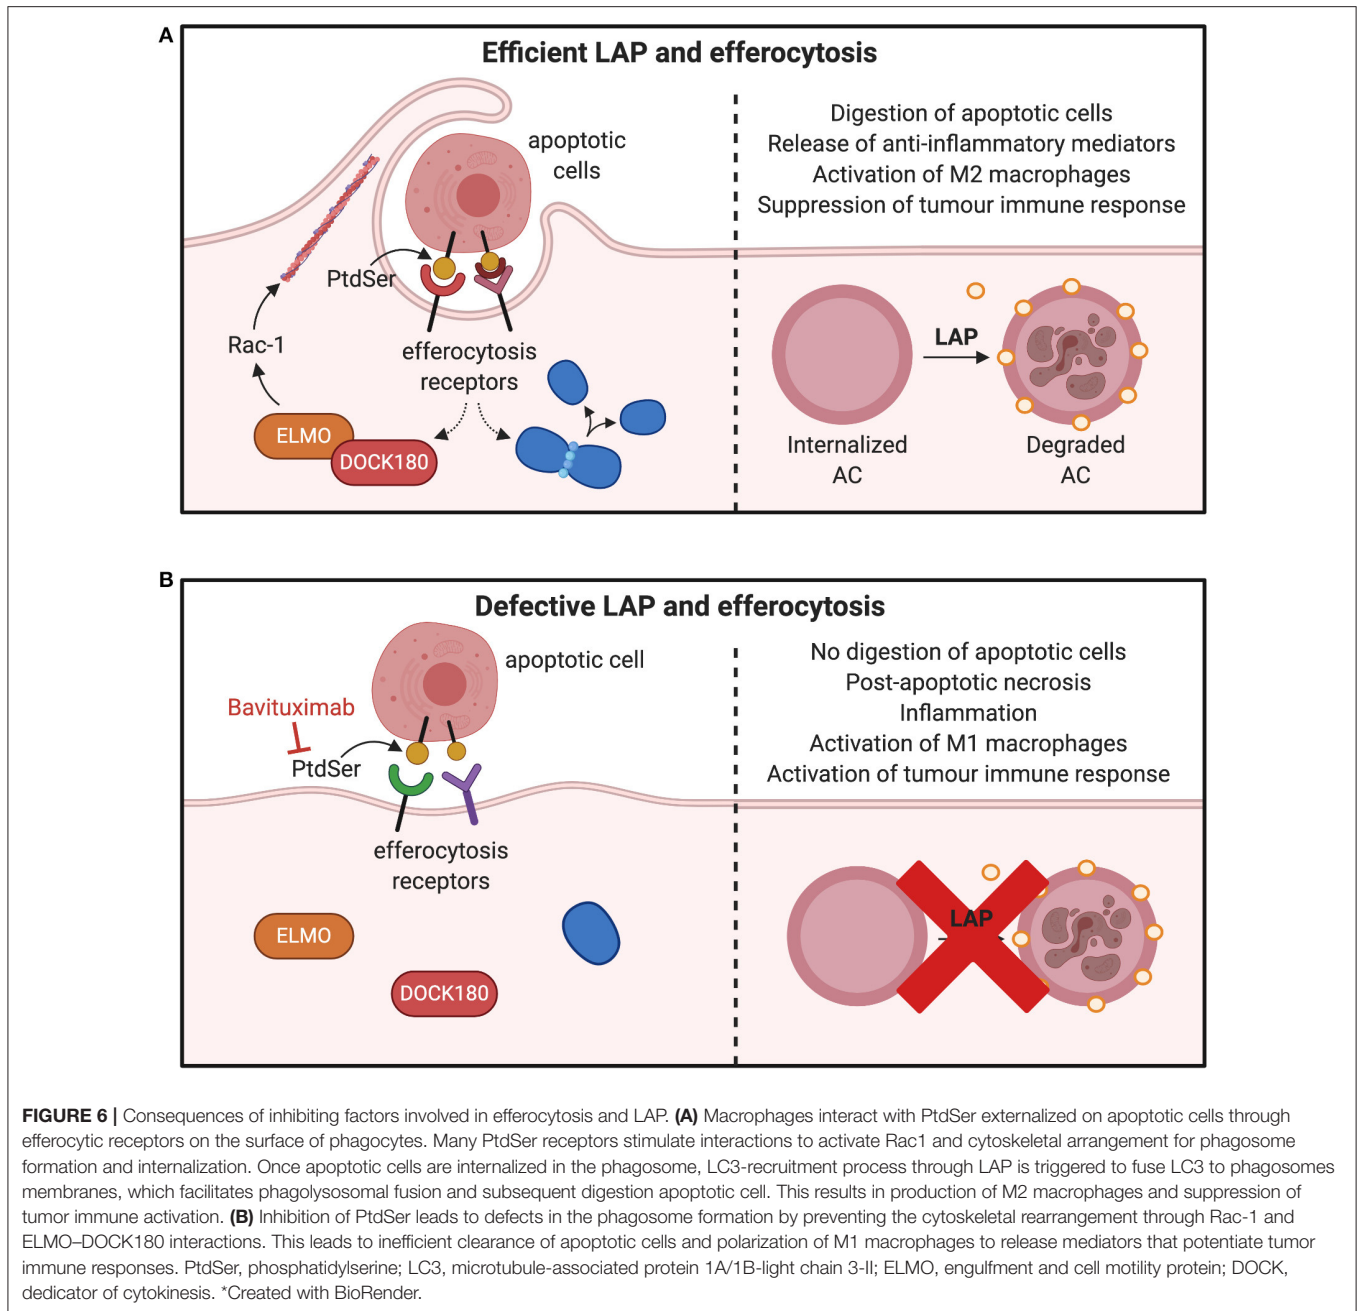 A
Efficient LAP and efferocytosis
apoptotic
cells
PtdSer
Rac-1
efferocytosis
receptors
ELMO
DOCK180
Digestion of apoptotic cells
Release of anti-inflammatory mediators
Activation of M2 macrophages
Suppression of tumour immune response
LAP
Internalized
AC
Degraded
AC
B
Defective LAP and efferocytosis
apoptotic cell
Bavituximab
PtdSer
efferocytosis
receptors
ELMO
DOCK180
No digestion of apoptotic cells
Post-apoptotic necrosis
Inflammation
Activation of M1 macrophages
Activation of tumour immune response
LAP
FIGURE 6 | Consequences of inhibiting factors involved in efferocytosis and LAP. (A) Macrophages interact with PtdSer externalized on apoptotic cells through
efferocytic receptors on the surface of phagocytes. Many PtdSer receptors stimulate interactions to activate Rac1 and cytoskeletal arrangement for phagosome
formation and internalization. Once apoptotic cells are internalized in the phagosome, LC3-recruitment process through LAP is triggered to fuse LC3 to phagosomes
membranes, which facilitates phagolysosomal fusion and subsequent digestion apoptotic cell. This results in production of M2 macrophages and suppression of
tumor immune activation. (B) Inhibition of PtdSer leads to defects in the phagosome formation by preventing the cytoskeletal rearrangement through Rac-1 and
ELMO–DOCK180 interactions. This leads to inefficient clearance of apoptotic cells and polarization of M1 macrophages to release mediators that potentiate tumor
immune responses. PtdSer, phosphatidylserine; LC3, microtubule-associated protein 1A/1B-light chain 3-II; ELMO, engulfment and cell motility protein; DOCK,
dedicator of cytokinesis. *Created with BioRender.